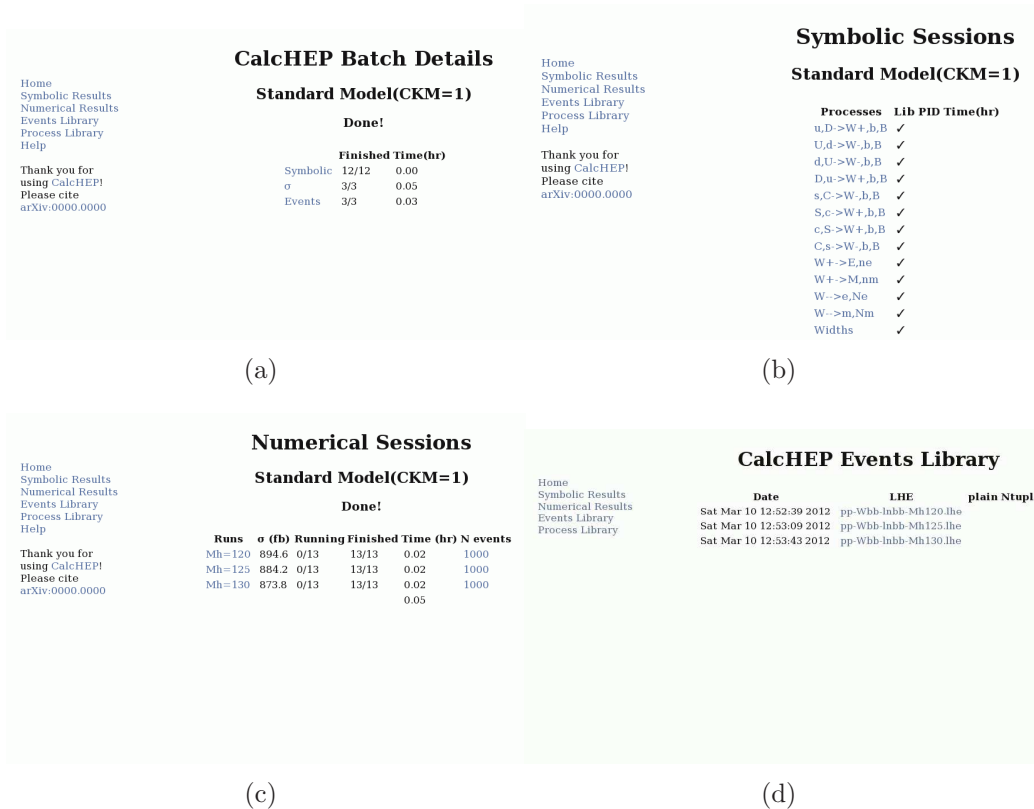 CalcHEP Batch Details
Standard Model(CKM=1)
Done!
Home
Symbolic Results
Numerical Results
Events Library
Process Library
Help
Thank you for
using CalcHEP!
Please cite
arXiv:0000.0000
Finished Time(hr)
Symbolic 12/12 0.00
σ 3/3 0.05
Events 3/3 0.03
(a)
Symbolic Sessions
Standard Model(CKM=1)
Home
Symbolic Results
Numerical Results
Events Library
Process Library
Help
Thank you for
using CalcHEP!
Please cite
arXiv:0000.0000
Processes Lib PID Time(hr)
u,D->W+,b,B ✓
U,d->W-,b,B ✓
d,U->W-,b,B ✓
D,u->W+,b,B ✓
s,C->W-,b,B ✓
S,c->W+,b,B ✓
c,S->W+,b,B ✓
C,s->W-,b,B ✓
W+->E,ne ✓
W+->M,nm ✓
W-->e,Ne ✓
W-->m,Nm ✓
Widths ✓
(b)
Numerical Sessions
Standard Model(CKM=1)
Done!
Home
Symbolic Results
Numerical Results
Events Library
Process Library
Help
Thank you for
using CalcHEP!
Please cite
arXiv:0000.0000
Runs σ (fb) Running Finished Time (hr) N events
Mh=120 894.6 0/13 13/13 0.02 1000
Mh=125 884.2 0/13 13/13 0.02 1000
Mh=130 873.8 0/13 13/13 0.02 1000
0.05
(c)
CalcHEP Events Library
Home
Symbolic Results
Numerical Results
Events Library
Process Library
Date LHE plain Ntupl
Sat Mar 10 12:52:39 2012 pp-Wbb-lnbb-Mh120.lhe
Sat Mar 10 12:53:09 2012 pp-Wbb-lnbb-Mh125.lhe
Sat Mar 10 12:53:43 2012 pp-Wbb-lnbb-Mh130.lhe
(d)